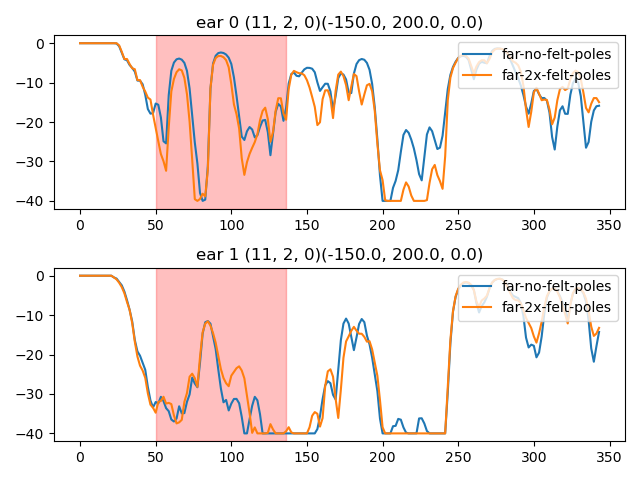 ear 0 (11, 2, 0)(-150.0, 200.0, 0.0)
0
−10
−20
−30
−40
far-no-felt-poles
far-2x-felt-poles
0 50 100 150 200 250 300 350
ear 1 (11, 2, 0)(-150.0, 200.0, 0.0)
0
−10
−20
−30
−40
far-no-felt-poles
far-2x-felt-poles
0 50 100 150 200 250 300 350